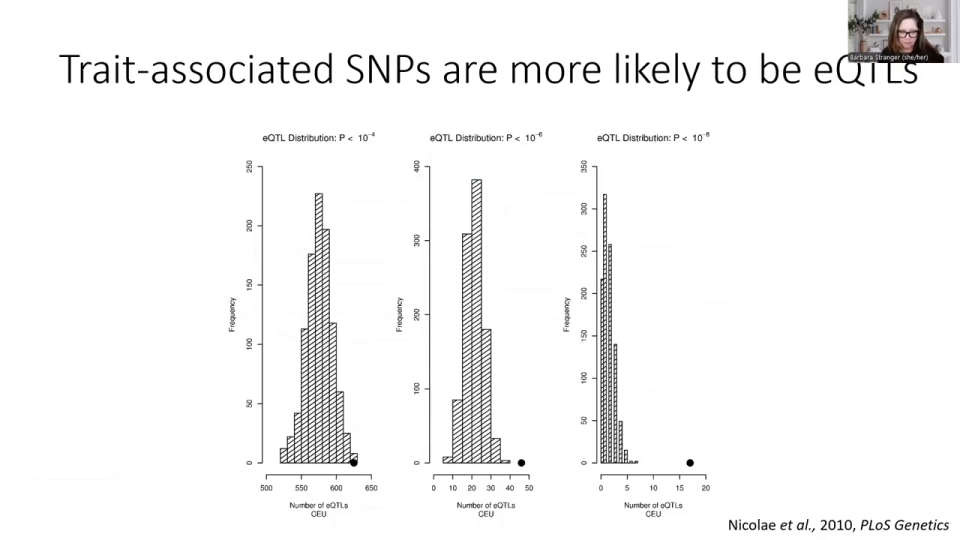 Barbara Stranger (she/her)
Trait-associated SNPs are more likely to be eQTLs
eQTL Distribution: P < 10⁻⁴
eQTL Distribution: P < 10⁻⁶
eQTL Distribution: P < 10⁻⁸
Frequency
0
50
100
150
200
250
500
550
600
650
Number of eQTLs
CEU
Frequency
0
100
200
300
400
0
10
20
30
40
50
Number of eQTLs
CEU
Frequency
0
50
100
150
200
250
300
350
0
5
10
15
20
Number of eQTLs
CEU
Nicolae et al., 2010, PLoS Genetics